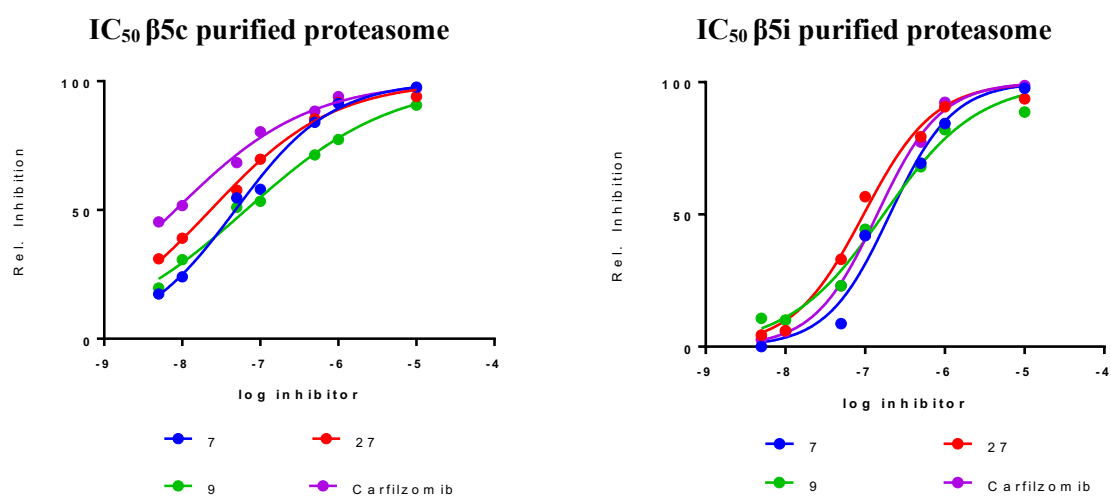 IC50 β5c purified proteasome
100
50
0
Rel. Inhibition
-9 -8 -7 -6 -5 -4
log inhibitor
7 27
9 Carfilzomib
IC50 β5i purified proteasome
100
50
0
Rel. Inhibition
-9 -8 -7 -6 -5 -4
log inhibitor
7 27
9 Carfilzomib